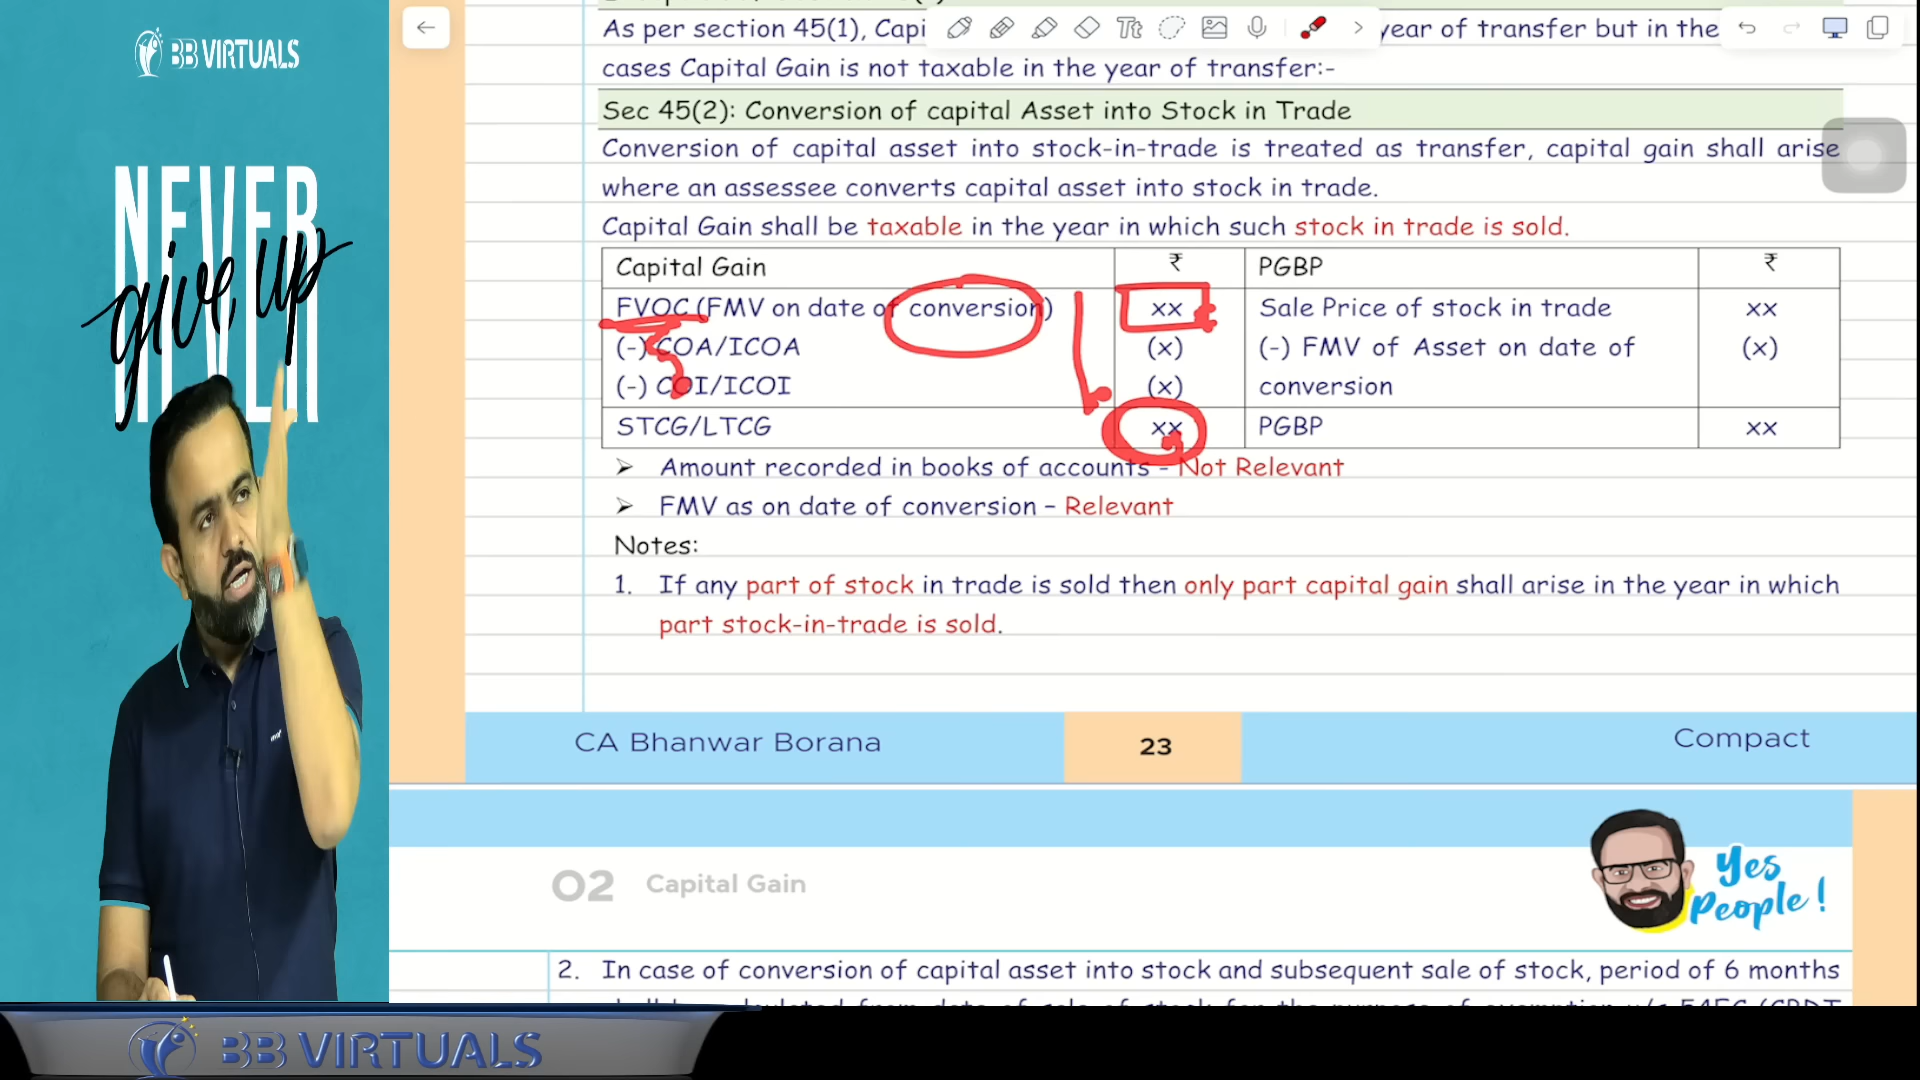 BB VIRTUALS
NEVER
give up
NEVER
As per section 45(1), Capi
year of transfer but in the
cases Capital Gain is not taxable in the year of transfer:-
Sec 45(2): Conversion of capital Asset into Stock in Trade
Conversion of capital asset into stock-in-trade is treated as transfer, capital gain shall arise
where an assessee converts capital asset into stock in trade.
Capital Gain shall be taxable in the year in which such stock in trade is sold.
Capital Gain ₹ PGBP ₹
FVOC (FMV on date of conversion) xx Sale Price of stock in trade xx
(-) COA/ICOA (x) (-) FMV of Asset on date of (x)
(-) COI/ICOI (x) conversion
STCG/LTCG xx PGBP xx
➢ Amount recorded in books of accounts - Not Relevant
➢ FMV as on date of conversion – Relevant
Notes:
1. If any part of stock in trade is sold then only part capital gain shall arise in the year in which
part stock-in-trade is sold.
CA Bhanwar Borana 23 Compact
02 Capital Gain
Yes
People!
2. In case of conversion of capital asset into stock and subsequent sale of stock, period of 6 months
BB VIRTUALS